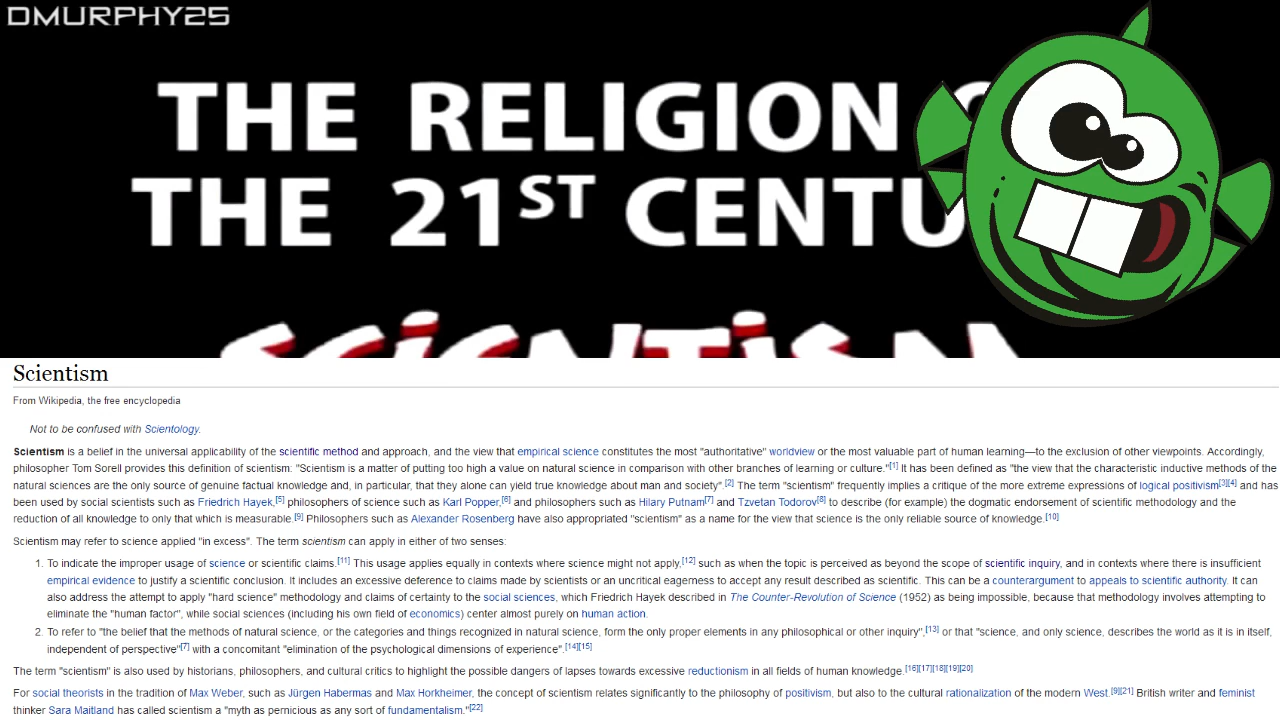 DMURPHY25
THE RELIGION
THE 21ST CENTU
SCIENTISM
Scientism
From Wikipedia, the free encyclopedia
Not to be confused with Scientology.
Scientism is a belief in the universal applicability of the scientific method and approach, and the view that empirical science constitutes the most "authoritative" worldview or the most valuable part of human learning—to the exclusion of other viewpoints. Accordingly,
philosopher Tom Sorell provides this definition of scientism: "Scientism is a matter of putting too high a value on natural science in comparison with other branches of learning or culture."[1] It has been defined as "the view that the characteristic inductive methods of the
natural sciences are the only source of genuine factual knowledge and, in particular, that they alone can yield true knowledge about man and society".[2] The term "scientism" frequently implies a critique of the more extreme expressions of logical positivism[3][4] and has
been used by social scientists such as Friedrich Hayek,[5] philosophers of science such as Karl Popper,[6] and philosophers such as Hilary Putnam[7] and Tzvetan Todorov[8] to describe (for example) the dogmatic endorsement of scientific methodology and the
reduction of all knowledge to only that which is measurable.[9] Philosophers such as Alexander Rosenberg have also appropriated "scientism" as a name for the view that science is the only reliable source of knowledge.[10]
Scientism may refer to science applied "in excess". The term scientism can apply in either of two senses:
1. To indicate the improper usage of science or scientific claims.[11] This usage applies equally in contexts where science might not apply,[12] such as when the topic is perceived as beyond the scope of scientific inquiry, and in contexts where there is insufficient
empirical evidence to justify a scientific conclusion. It includes an excessive deference to claims made by scientists or an uncritical eagerness to accept any result described as scientific. This can be a counterargument to appeals to scientific authority. It can
also address the attempt to apply "hard science" methodology and claims of certainty to the social sciences, which Friedrich Hayek described in The Counter-Revolution of Science (1952) as being impossible, because that methodology involves attempting to
eliminate the "human factor", while social sciences (including his own field of economics) center almost purely on human action.
2. To refer to "the belief that the methods of natural science, or the categories and things recognized in natural science, form the only proper elements in any philosophical or other inquiry",[13] or that "science, and only science, describes the world as it is in itself,
independent of perspective"[7] with a concomitant "elimination of the psychological dimensions of experience".[14][15]
The term "scientism" is also used by historians, philosophers, and cultural critics to highlight the possible dangers of lapses towards excessive reductionism in all fields of human knowledge.[16][17][18][19][20]
For social theorists in the tradition of Max Weber, such as Jürgen Habermas and Max Horkheimer, the concept of scientism relates significantly to the philosophy of positivism, but also to the cultural rationalization of the modern West.[9][21] British writer and feminist
thinker Sara Maitland has called scientism a "myth as pernicious as any sort of fundamentalism."[22]